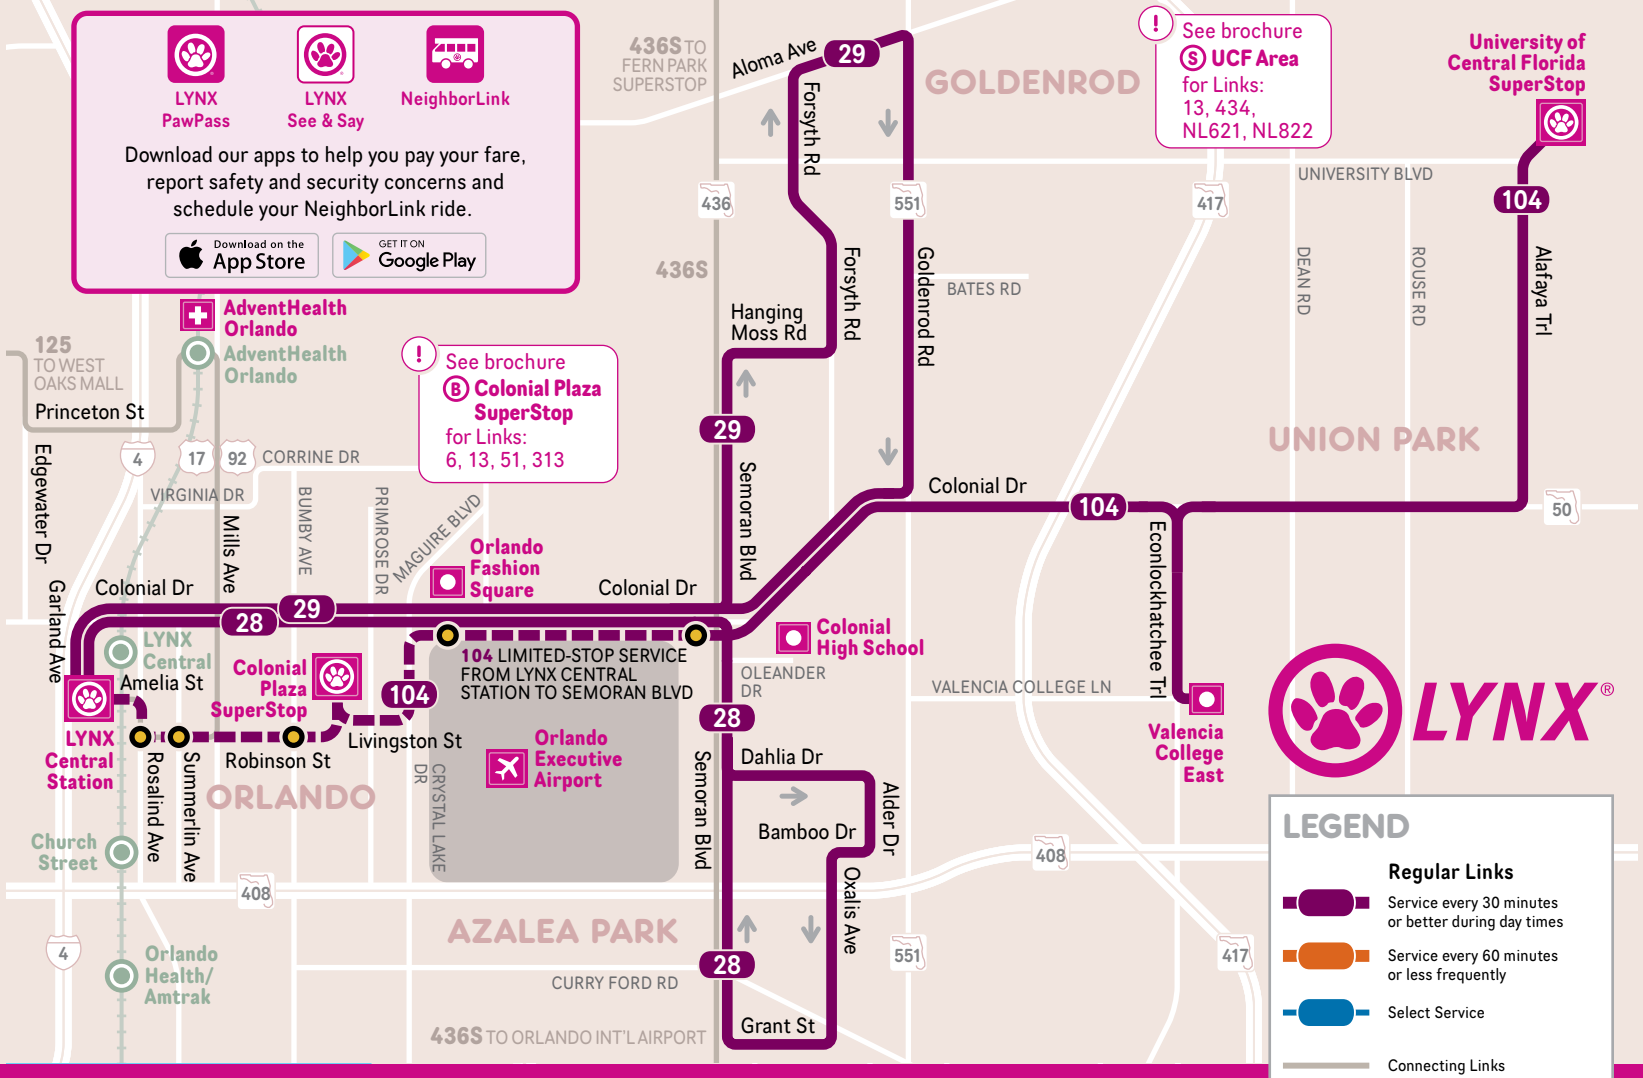 LYNX
PawPass
LYNX
See & Say
NeighborLink
Download our apps to help you pay your fare,
report safety and security concerns and
schedule your NeighborLink ride.
Download on the
App Store
GET IT ON
Google Play
436S TO
FERN PARK
SUPERSTOP
Aloma Ave
29
GOLDENROD
!
See brochure
S UCF Area
for Links:
13, 434,
NL621, NL822
University of
Central Florida
SuperStop
Forsyth Rd
UNIVERSITY BLVD
436
551
417
104
436S
Forsyth Rd
Goldenrod Rd
BATES RD
DEAN RD
ROUSE RD
Alafaya Trl
Hanging
Moss Rd
AdventHealth
Orlando
AdventHealth
Orlando
125
TO WEST
OAKS MALL
Princeton St
!
See brochure
B Colonial Plaza
SuperStop
for Links:
6, 13, 51, 313
29
UNION PARK
Edgewater Dr
4
17
92
CORRINE DR
VIRGINIA DR
BUMBY AVE
PRIMROSE DR
MAGUIRE BLVD
Mills Ave
Semoran Blvd
Colonial Dr
104
50
Econlockhatchee Trl
Orlando
Fashion
Square
Garland Ave
Colonial Dr
28
29
Colonial Dr
LYNX
Central
Amelia St
Colonial
Plaza
SuperStop
104
104 LIMITED-STOP SERVICE
FROM LYNX CENTRAL
STATION TO SEMORAN BLVD
Colonial
High School
OLEANDER
DR
VALENCIA COLLEGE LN
LYNX®
28
LYNX
Central
Station
Rosalind Ave
Summerlin Ave
Robinson St
Livingston St
CRYSTAL LAKE
DR
Orlando
Executive
Airport
Semoran Blvd
Dahlia Dr
Alder Dr
Bamboo Dr
Oxalis Ave
Valencia
College
East
ORLANDO
Church
Street
408
408
AZALEA PARK
4
Orlando
Health/
Amtrak
28
551
417
CURRY FORD RD
436S TO ORLANDO INT'L AIRPORT
Grant St
LEGEND
Regular Links
Service every 30 minutes
or better during day times
Service every 60 minutes
or less frequently
Select Service
Connecting Links